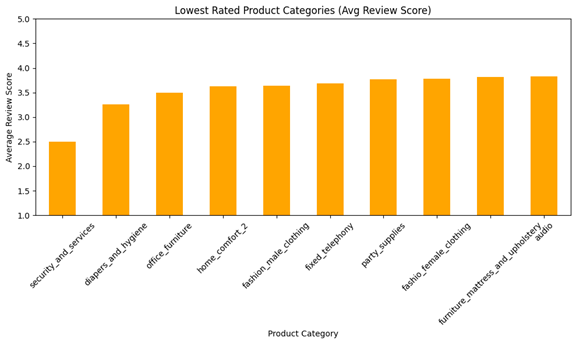 Lowest Rated Product Categories (Avg Review Score)
5.0
4.5
4.0
3.5
3.0
2.5
2.0
1.5
1.0
Average Review Score
security_and_services
diapers_and_hygiene
office_furniture
home_comfort_2
fashion_male_clothing
fixed_telephony
party_supplies
fashio_female_clothing
furniture_mattress_and_upholstery
audio
Product Category